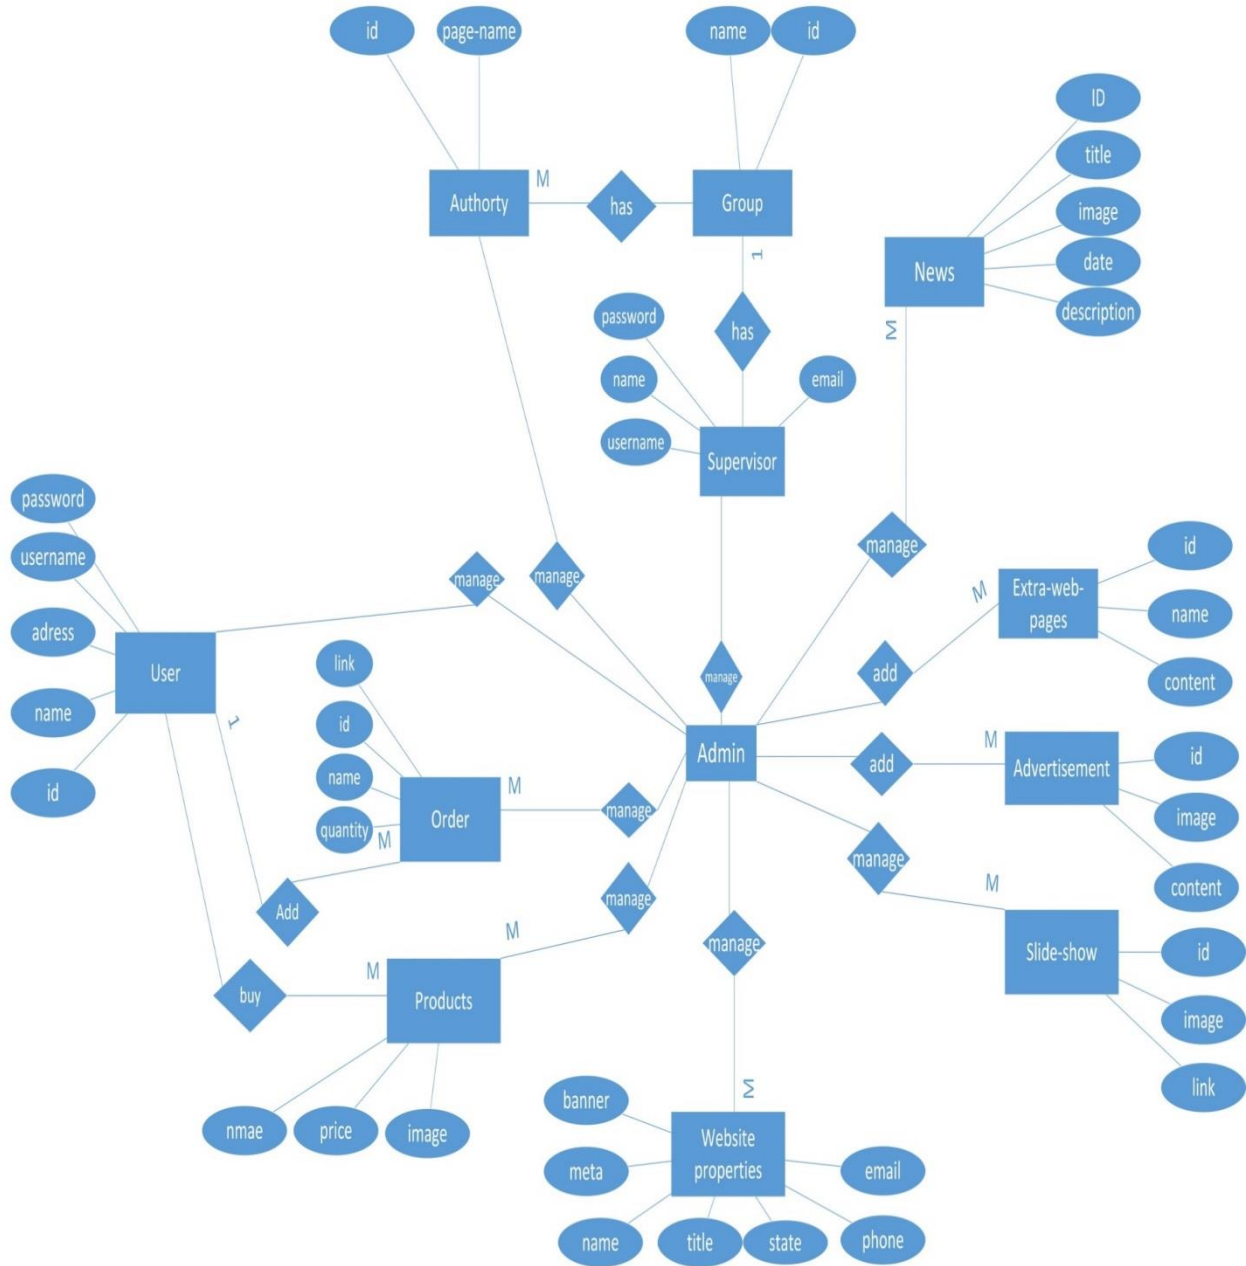 id
page-name
name
id
ID
title
image
date
description
Authorty
M
has
Group
1
News
M
has
password
name
username
email
Supervisor
manage
manage
manage
manage
password
username
adress
name
id
User
1
link
id
name
quantity
M
Order
M
manage
Add
buy
M
Products
M
manage
nmae
price
image
Admin
add
M
Extra-web-
pages
id
name
content
add
M
Advertisement
id
image
content
manage
M
Slide-show
id
image
link
manage
M
Website
properties
banner
meta
name
title
state
phone
email